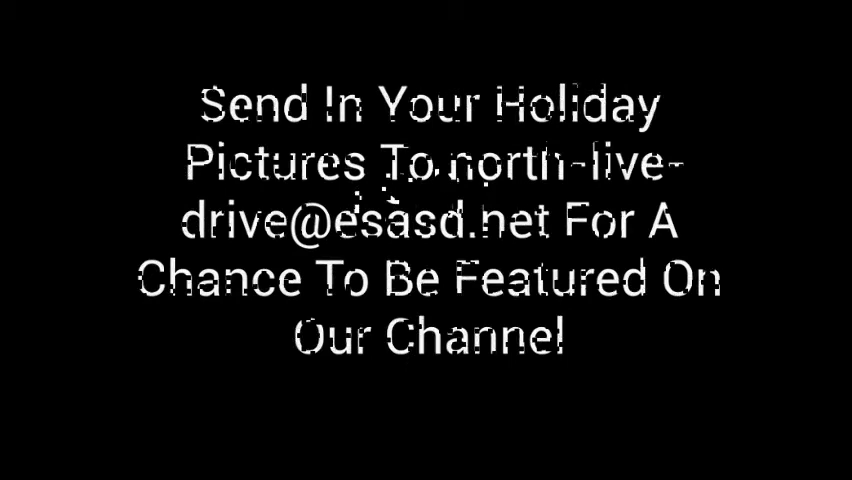 Send In Your Holiday
Pictures To north-live-
drive@esasd.net For A
Chance To Be Featured On
Our Channel